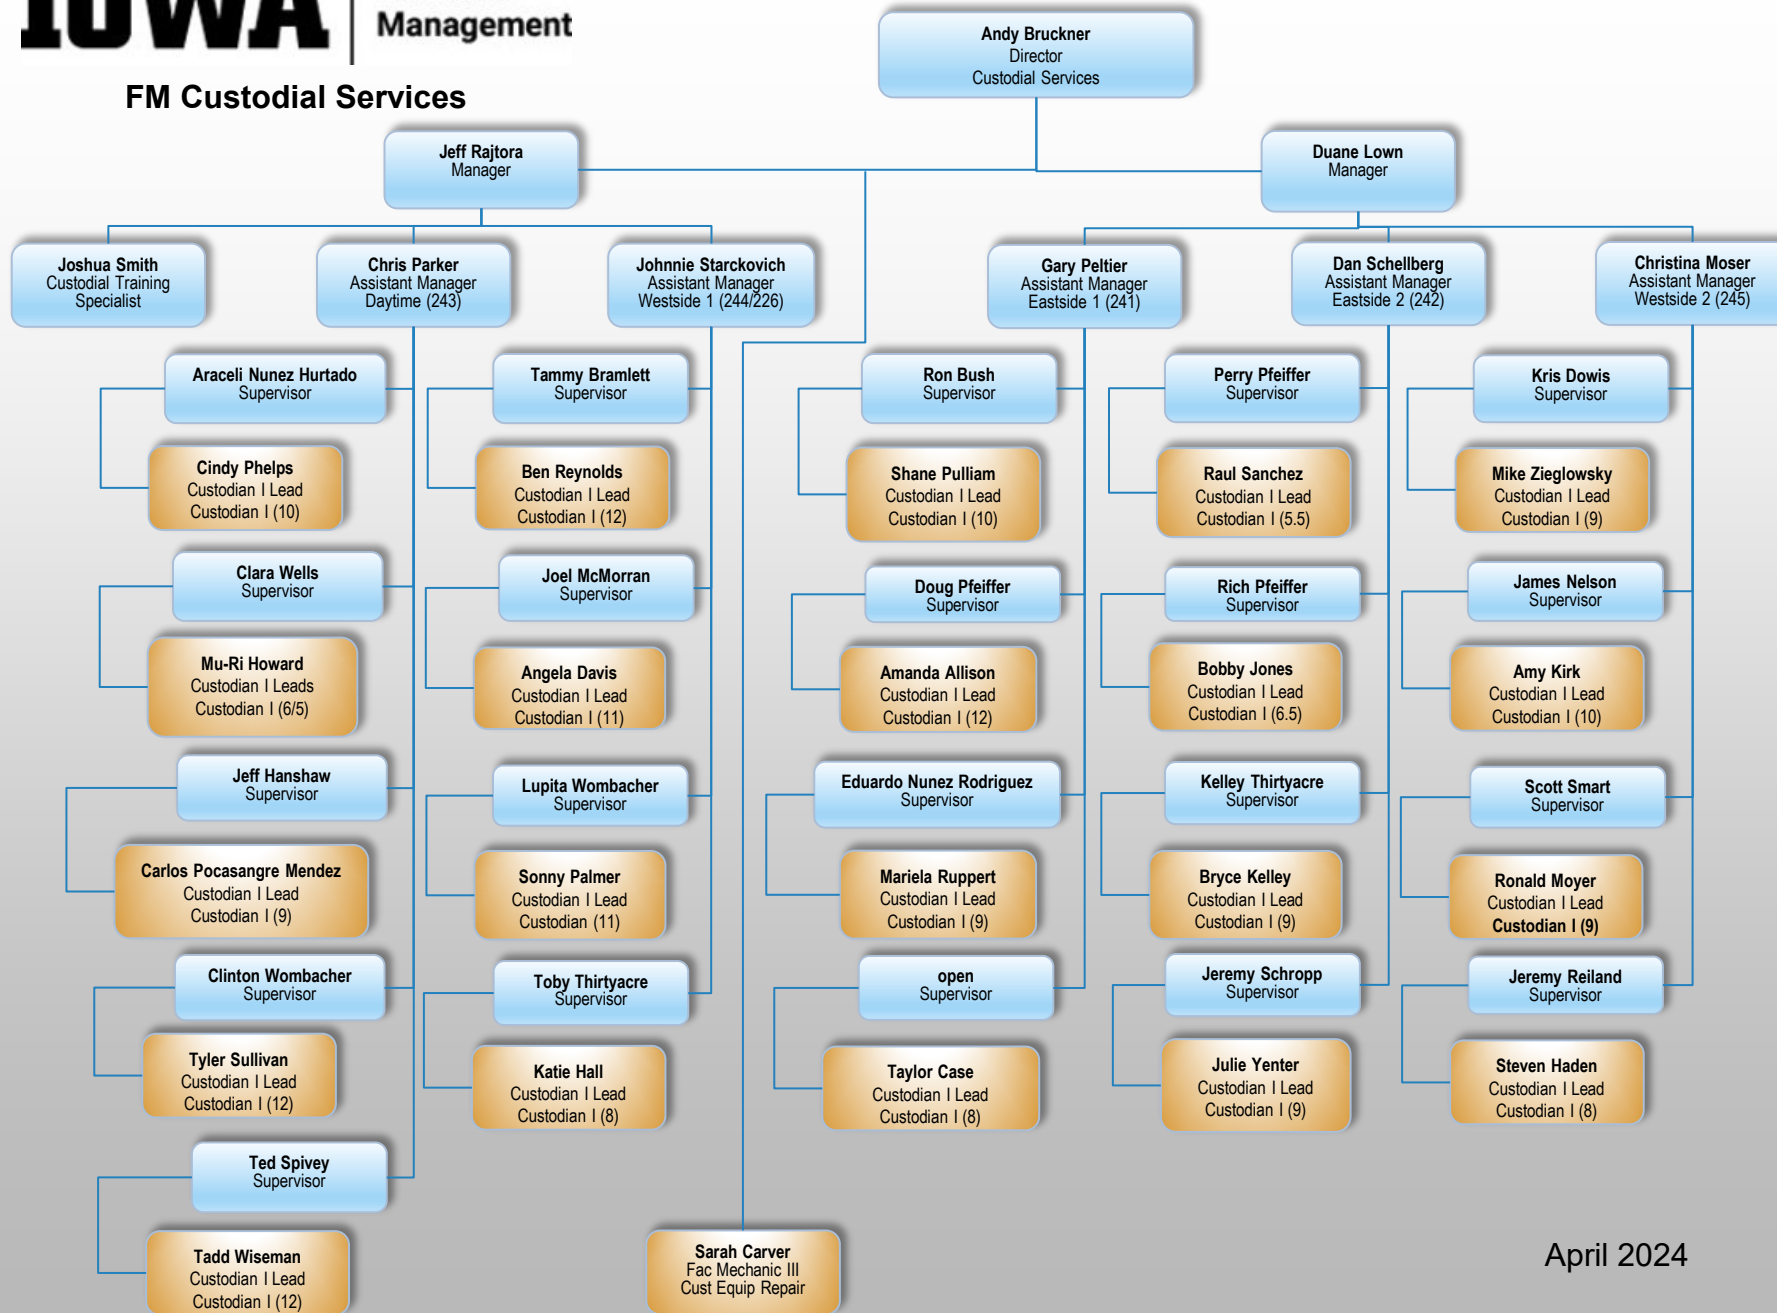 IOWA
Management
FM Custodial Services
Andy Bruckner
Director
Custodial Services
Jeff Rajtora
Manager
Duane Lown
Manager
Joshua Smith
Custodial Training
Specialist
Chris Parker
Assistant Manager
Daytime (243)
Johnnie Starckovich
Assistant Manager
Westside 1 (244/226)
Gary Peltier
Assistant Manager
Eastside 1 (241)
Dan Schellberg
Assistant Manager
Eastside 2 (242)
Christina Moser
Assistant Manager
Westside 2 (245)
Araceli Nunez Hurtado
Supervisor
Cindy Phelps
Custodian I Lead
Custodian I (10)
Clara Wells
Supervisor
Mu-Ri Howard
Custodian I Leads
Custodian I (6/5)
Jeff Hanshaw
Supervisor
Carlos Pocasangre Mendez
Custodian I Lead
Custodian I (9)
Clinton Wombacher
Supervisor
Tyler Sullivan
Custodian I Lead
Custodian I (12)
Ted Spivey
Supervisor
Tadd Wiseman
Custodian I Lead
Custodian I (12)
Tammy Bramlett
Supervisor
Ben Reynolds
Custodian I Lead
Custodian I (12)
Joel McMorran
Supervisor
Angela Davis
Custodian I Lead
Custodian I (11)
Lupita Wombacher
Supervisor
Sonny Palmer
Custodian I Lead
Custodian (11)
Toby Thirtyacre
Supervisor
Katie Hall
Custodian I Lead
Custodian I (8)
Sarah Carver
Fac Mechanic III
Cust Equip Repair
Ron Bush
Supervisor
Shane Pulliam
Custodian I Lead
Custodian I (10)
Doug Pfeiffer
Supervisor
Amanda Allison
Custodian I Lead
Custodian I (12)
Eduardo Nunez Rodriguez
Supervisor
Mariela Ruppert
Custodian I Lead
Custodian I (9)
open
Supervisor
Taylor Case
Custodian I Lead
Custodian I (8)
Perry Pfeiffer
Supervisor
Raul Sanchez
Custodian I Lead
Custodian I (5.5)
Rich Pfeiffer
Supervisor
Bobby Jones
Custodian I Lead
Custodian I (6.5)
Kelley Thirtyacre
Supervisor
Bryce Kelley
Custodian I Lead
Custodian I (9)
Jeremy Schropp
Supervisor
Julie Yenter
Custodian I Lead
Custodian I (9)
Kris Dowis
Supervisor
Mike Zieglowsky
Custodian I Lead
Custodian I (9)
James Nelson
Supervisor
Amy Kirk
Custodian I Lead
Custodian I (10)
Scott Smart
Supervisor
Ronald Moyer
Custodian I Lead
Custodian I (9)
Jeremy Reiland
Supervisor
Steven Haden
Custodian I Lead
Custodian I (8)
April 2024